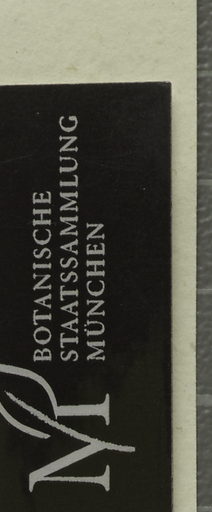 BOTANISCHE
STAATSSAMMLUNG
MÜNCHEN
M